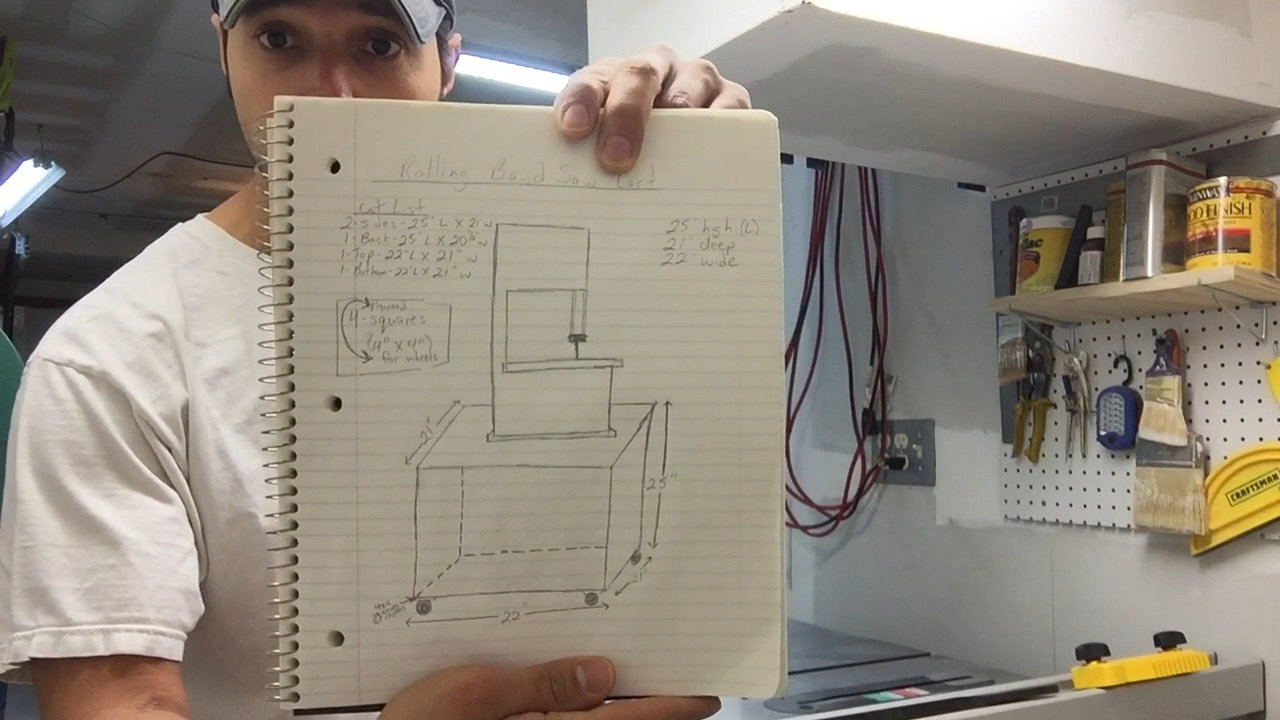 Rolling Band Saw Cart
Cut List
2-Sides-25" L X 21" w
1-Back-25" L X 20½" w
1-Top-22" L X 21" w
1-Bottom-22" L X 21" w
25" high (L)
21" deep
22" wide
4-squares
(4" X 4")
for wheels
21"
25"
21"
22"
MINWAX
WOOD FINISH
CRAFTSMAN